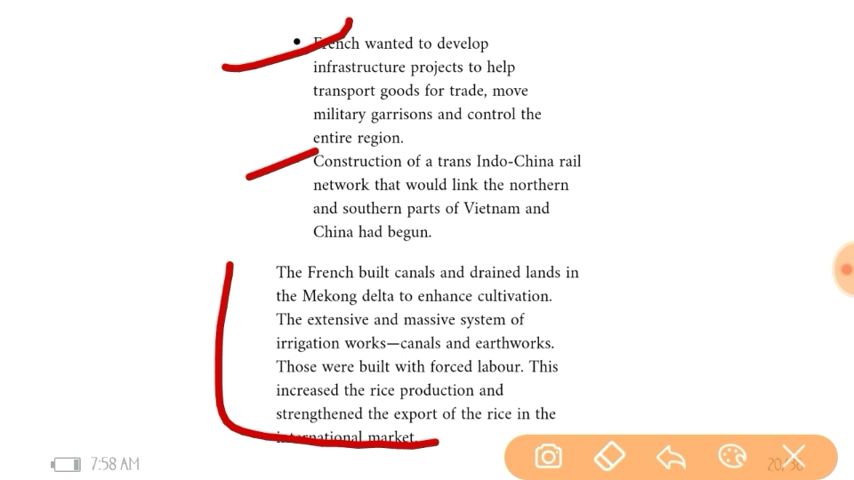 • French wanted to develop
infrastructure projects to help
transport goods for trade, move
military garrisons and control the
entire region.
Construction of a trans Indo-China rail
network that would link the northern
and southern parts of Vietnam and
China had begun.
The French built canals and drained lands in
the Mekong delta to enhance cultivation.
The extensive and massive system of
irrigation works—canals and earthworks.
Those were built with forced labour. This
increased the rice production and
strengthened the export of the rice in the
international market.
7:58 AM